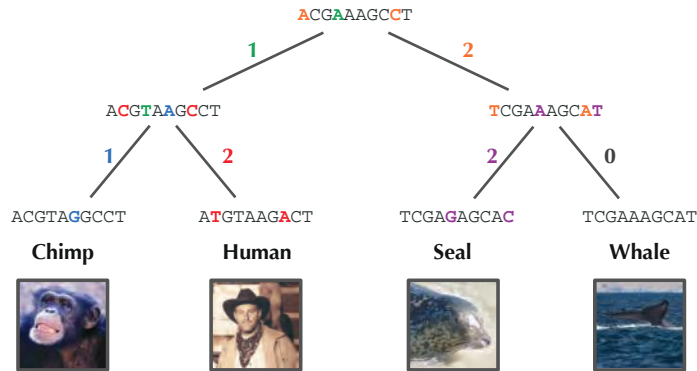 ACGAAAGCCT
1 2
ACGTAAGCCT TCGAAAGCAT
1 2 2 0
ACGTAGGCCT ATGTAAGACT TCGAGAGCAC TCGAAAGCAT
Chimp Human Seal Whale